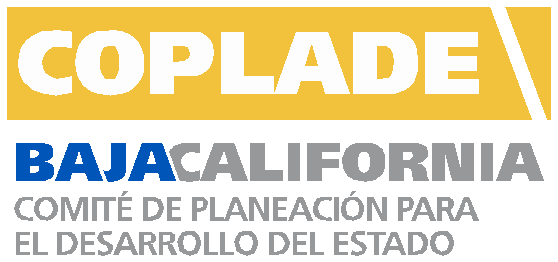 COPLADE
BAJACALIFORNIA
COMITÉ DE PLANEACIÓN PARA
EL DESARROLLO DEL ESTADO